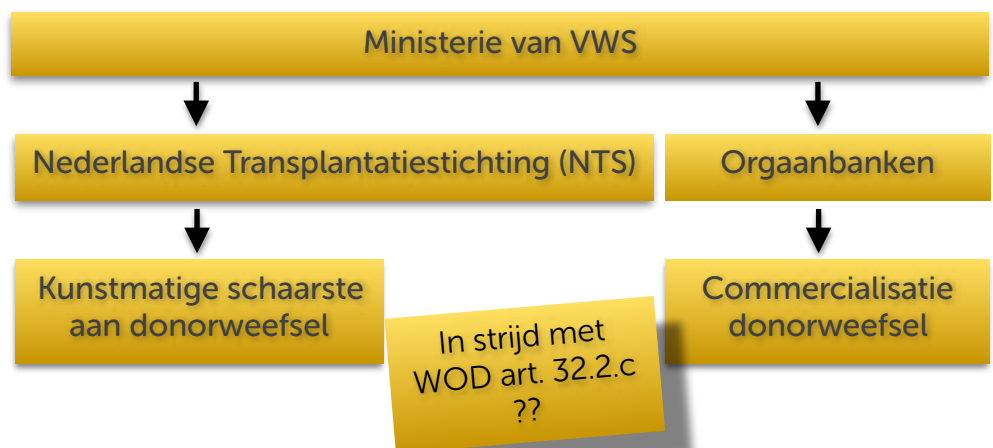 Ministerie van VWS
Nederlandse Transplantatiestichting (NTS)
Orgaanbanken
Kunstmatige schaarste
aan donorweefsel
Commercialisatie
donorweefsel
In strijd met
WOD art. 32.2.c
??